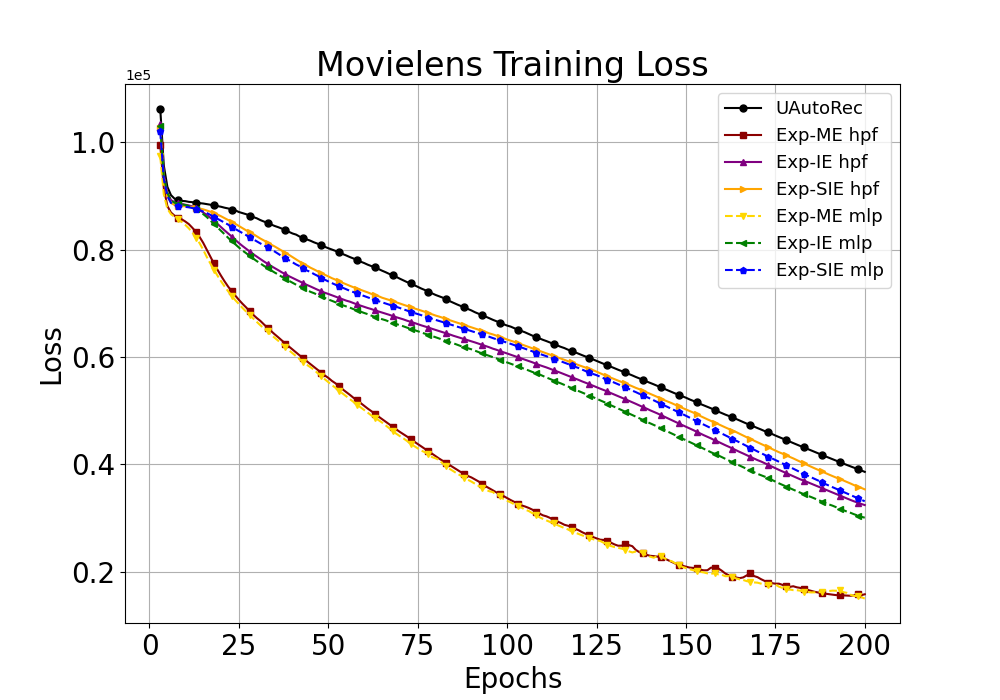 Movielens Training Loss
1e5
1.0
0.8
0.6
0.4
0.2
Loss
0 25 50 75 100 125 150 175 200
Epochs
UAutoRec
Exp-ME hpf
Exp-IE hpf
Exp-SIE hpf
Exp-ME mlp
Exp-IE mlp
Exp-SIE mlp